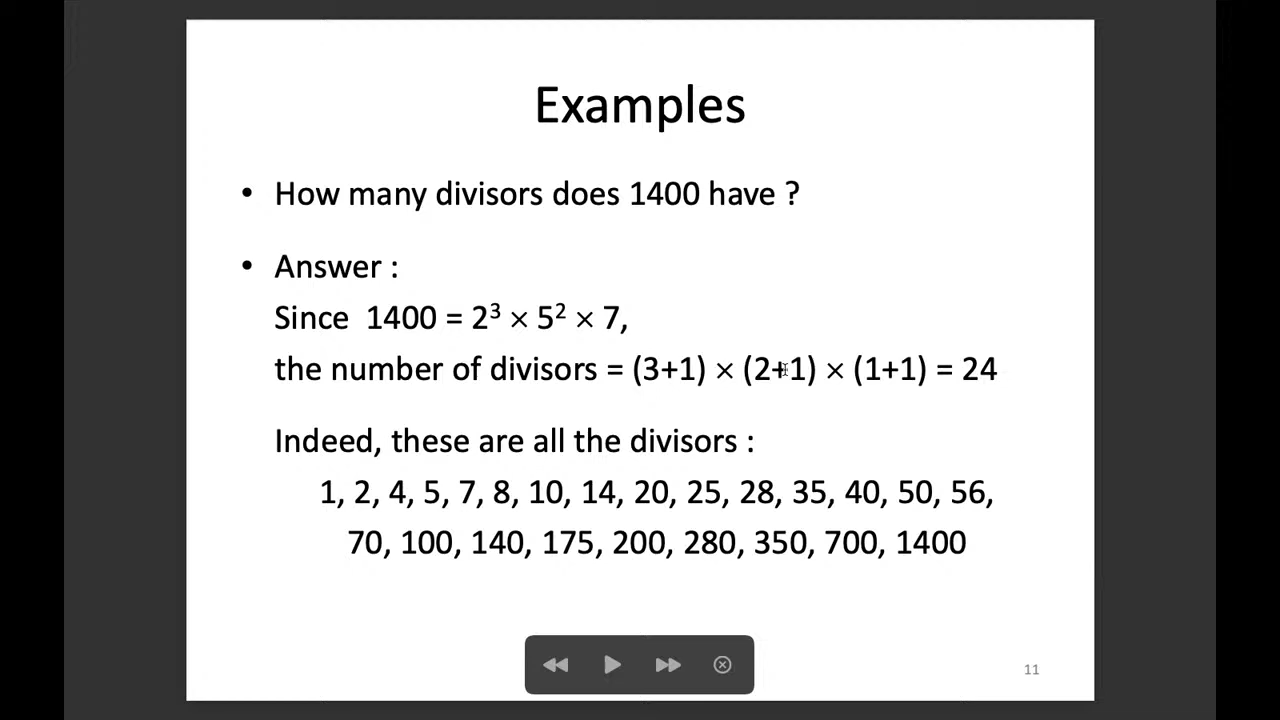 Examples
• How many divisors does 1400 have ?
• Answer :
Since 1400 = 2³ × 5² × 7,
the number of divisors = (3+1) × (2+1) × (1+1) = 24
Indeed, these are all the divisors :
1, 2, 4, 5, 7, 8, 10, 14, 20, 25, 28, 35, 40, 50, 56,
70, 100, 140, 175, 200, 280, 350, 700, 1400
11